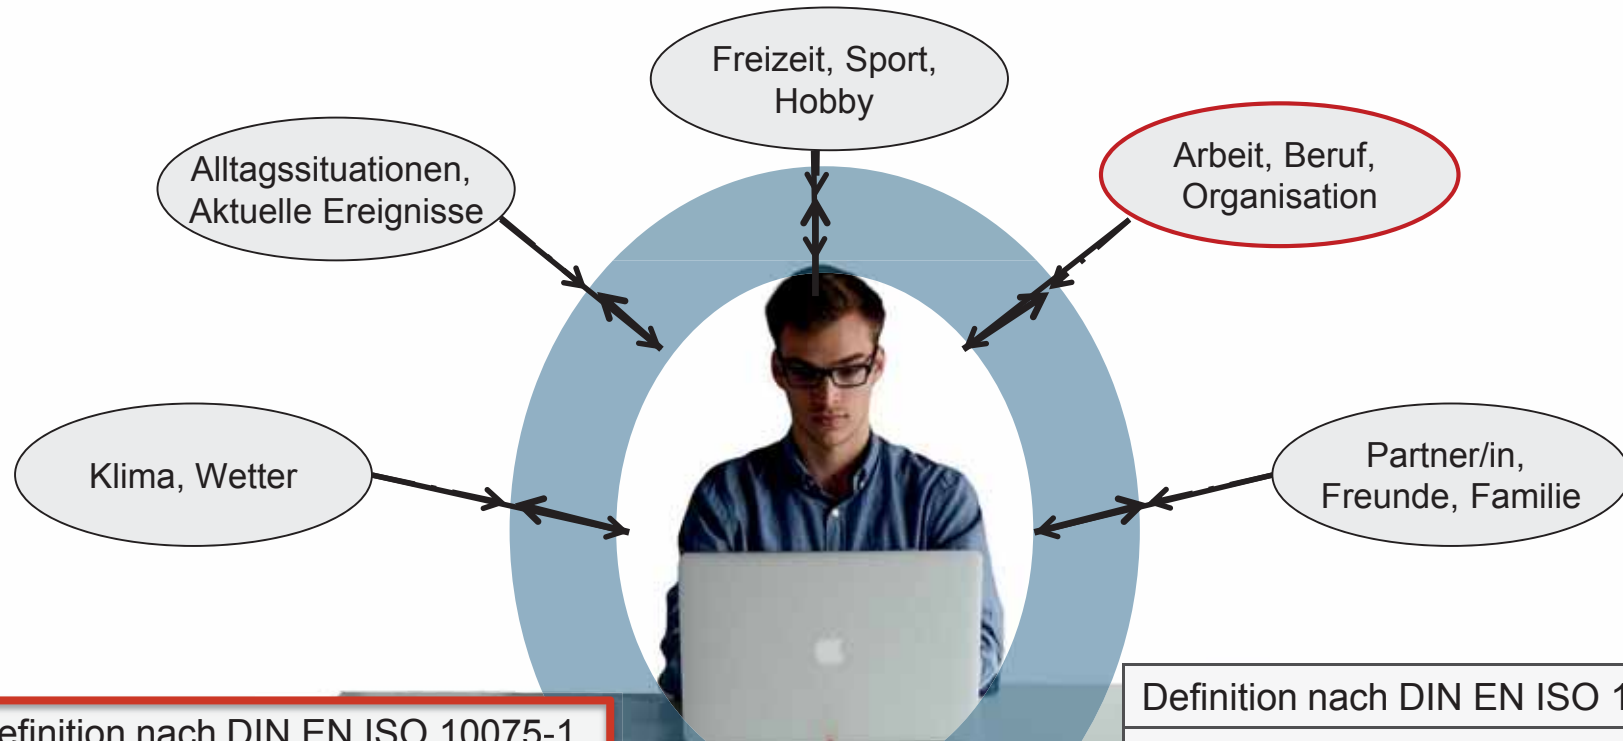 Freizeit, Sport,
Hobby
Alltagssituationen,
Aktuelle Ereignisse
Arbeit, Beruf,
Organisation
Klima, Wetter
Partner/in,
Freunde, Familie
Definition nach DIN EN ISO
nach DIN EN ISO 10075-1